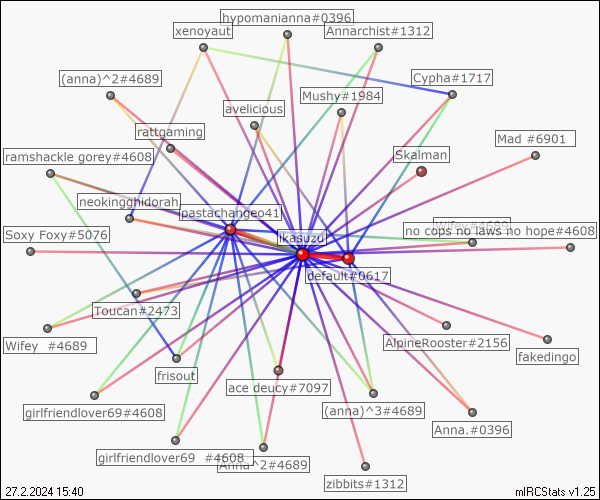 hypomanianna#0396
xenoyaut
Annarchist#1312
(anna)^2#4689
Cypha#1717
Mushy#1984
avelicious
rattgaming
Mad #6901
ramshackle gorey#4608
Skalman
neokingghidorah
pastachangeo41
Wifey#4689
Soxy Foxy#5076
no cops no laws no hope#4608
ikasuzu
default#0617
Toucan#2473
Wifey #4689
AlpineRooster#2156
fakedingo
frisout
ace deucy#7097
girlfriendlover69#4608
(anna)^3#4689
Anna.#0396
girlfriendlover69 #4608
Anna^2#4689
zibbits#1312
27.2.2024 15:40
mIRCStats v1.25